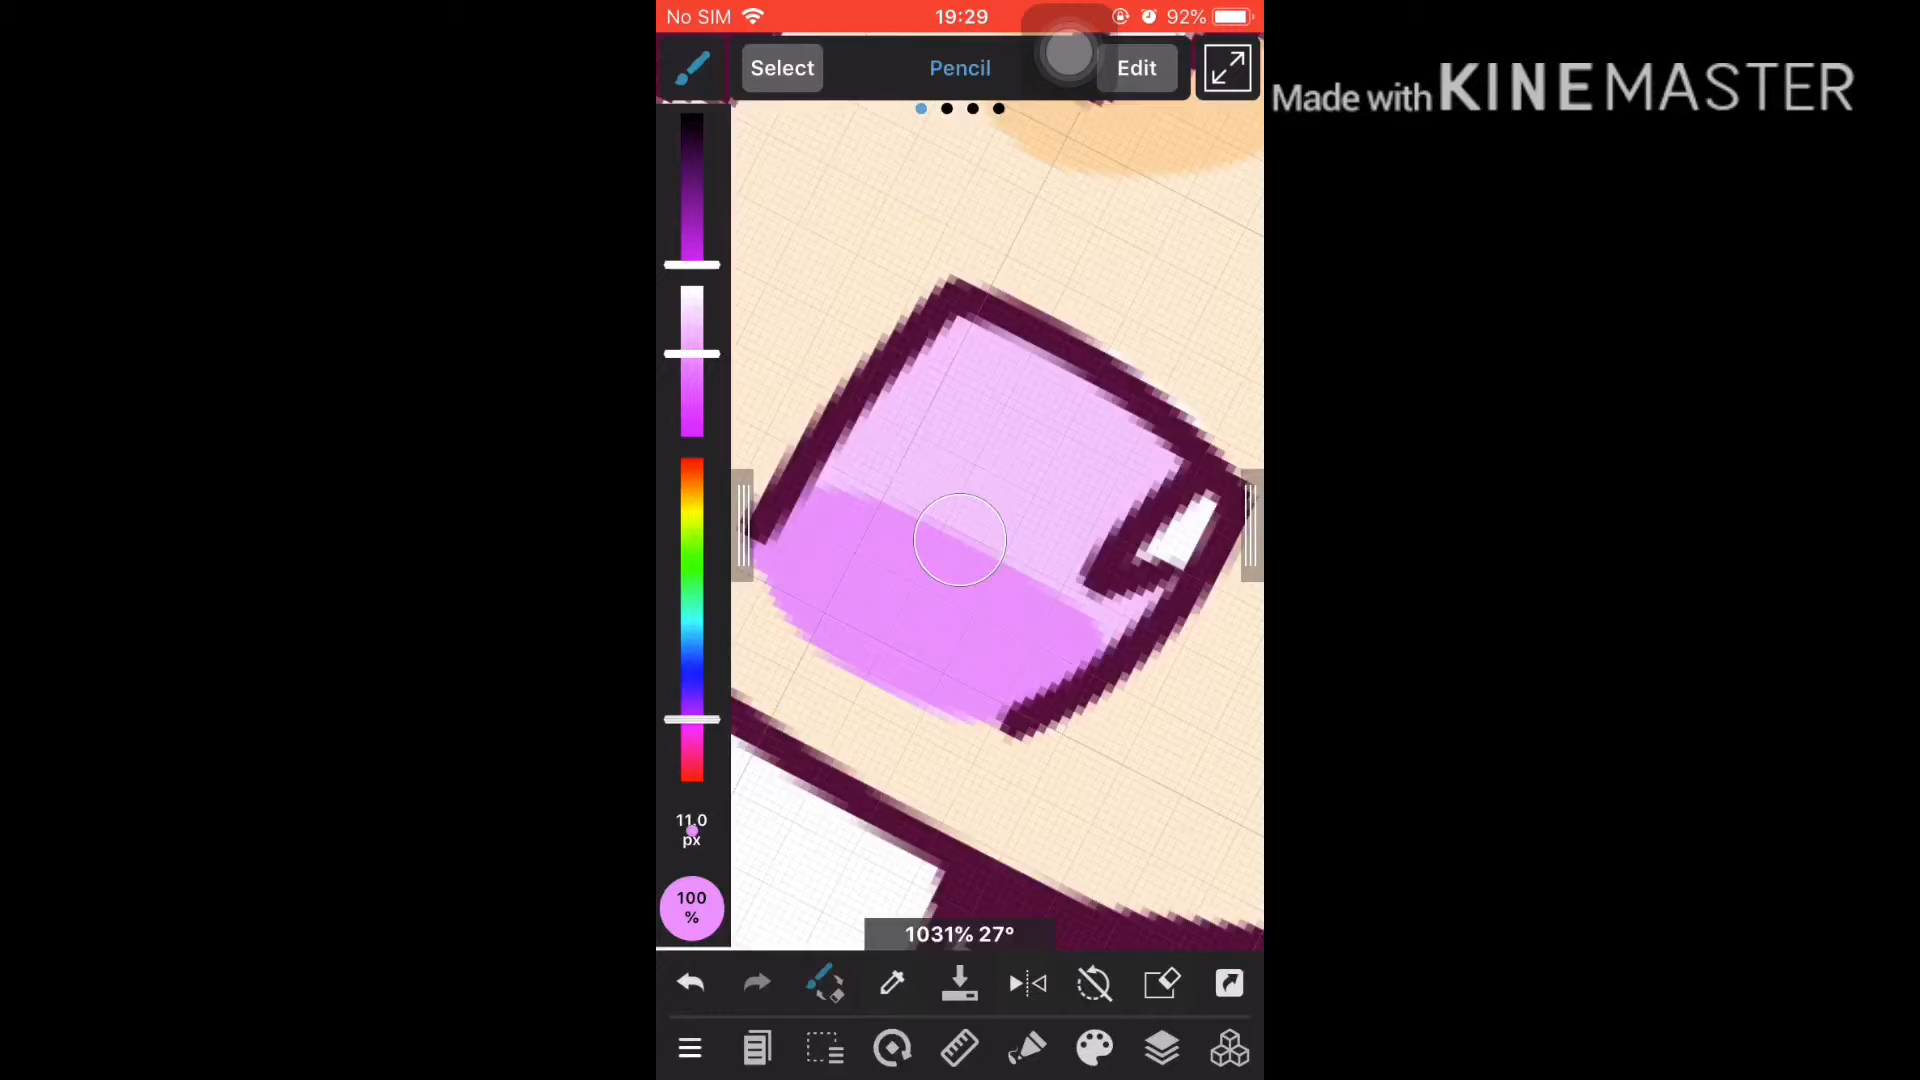 No SIM 19:29 92%
Select Pencil Edit
Made with KINEMASTER
11.0
px
100
%
1031% 27°